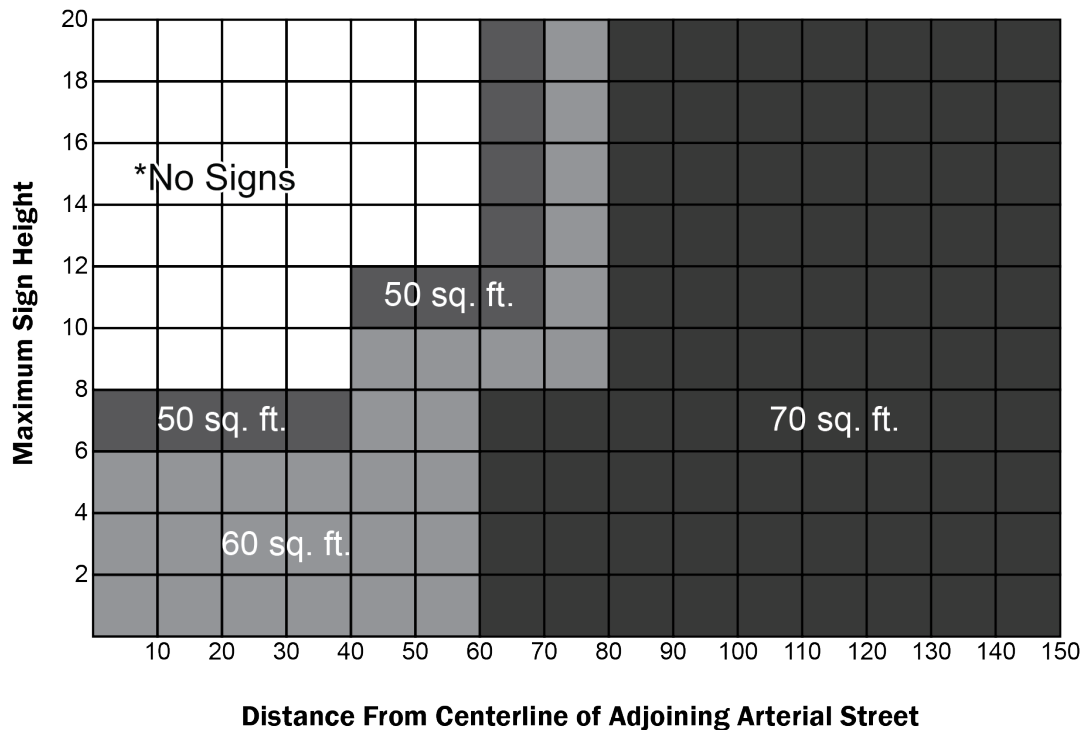 20
18
16
*No Signs
14
12
50 sq. ft.
10
8
50 sq. ft.
70 sq. ft.
6
4
60 sq. ft.
2
Maximum Sign Height
10 20 30 40 50 60 70 80 90 100 110 120 130 140 150
Distance From Centerline of Adjoining Arterial Street